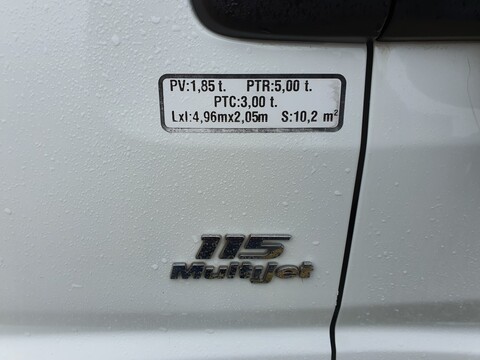 PV:1,85 t. PTR:5,00 t.
PTC:3,00 t.
Lxl:4,96mx2,05m S:10,2 m²
115
MultiJet